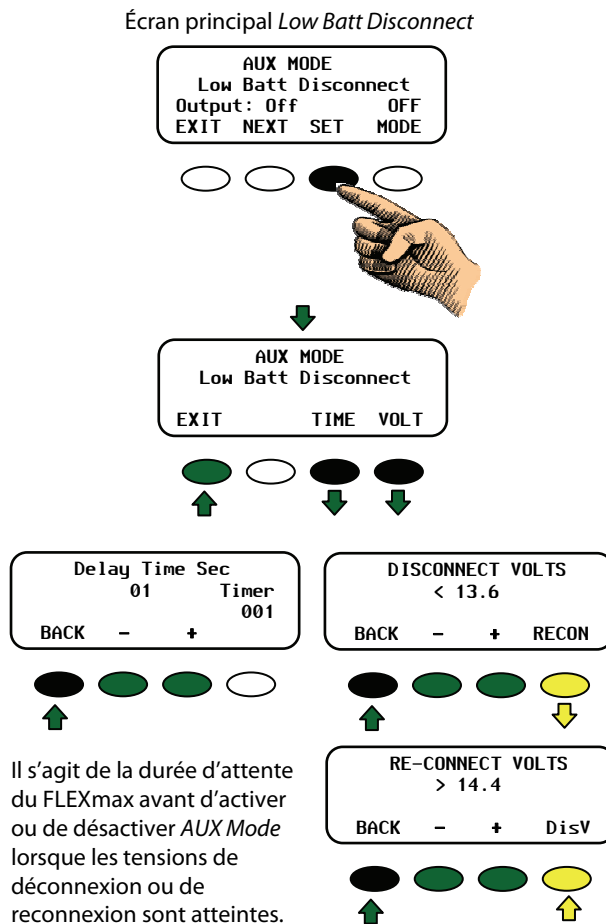 Écran principal Low Batt Disconnect
AUX MODE
Low Batt Disconnect
Output: Off OFF
EXIT NEXT SET MODE
AUX MODE
Low Batt Disconnect
EXIT TIME VOLT
Delay Time Sec
01 Timer
001
BACK - +
DISCONNECT VOLTS
< 13.6
BACK - + RECON
Il s’agit de la durée d’attente
du FLEXmax avant d’activer
ou de désactiver AUX Mode
lorsque les tensions de
déconnexion ou de
reconnexion sont atteintes.
RE-CONNECT VOLTS
> 14.4
BACK - + DisV